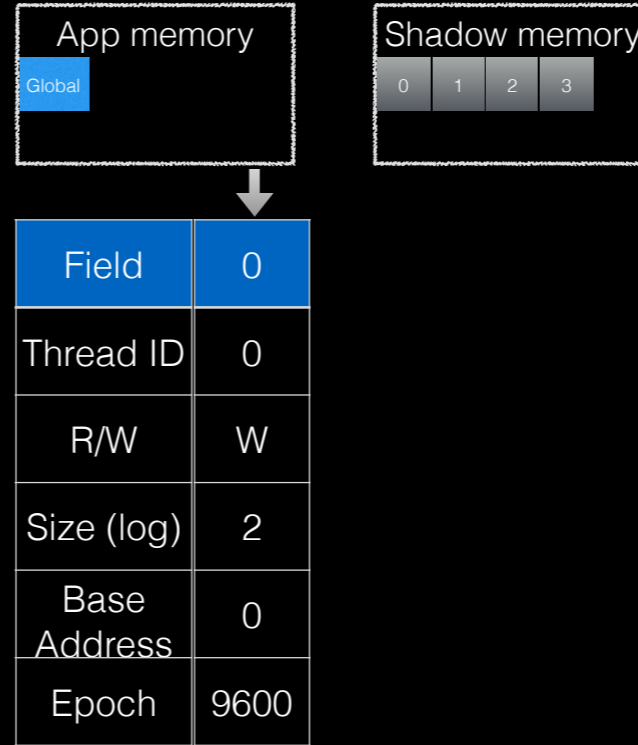 App memory
Global
Shadow memory
0 1 2 3
Field 0
Thread ID 0
R/W W
Size (log) 2
Base
Address 0
Epoch 9600